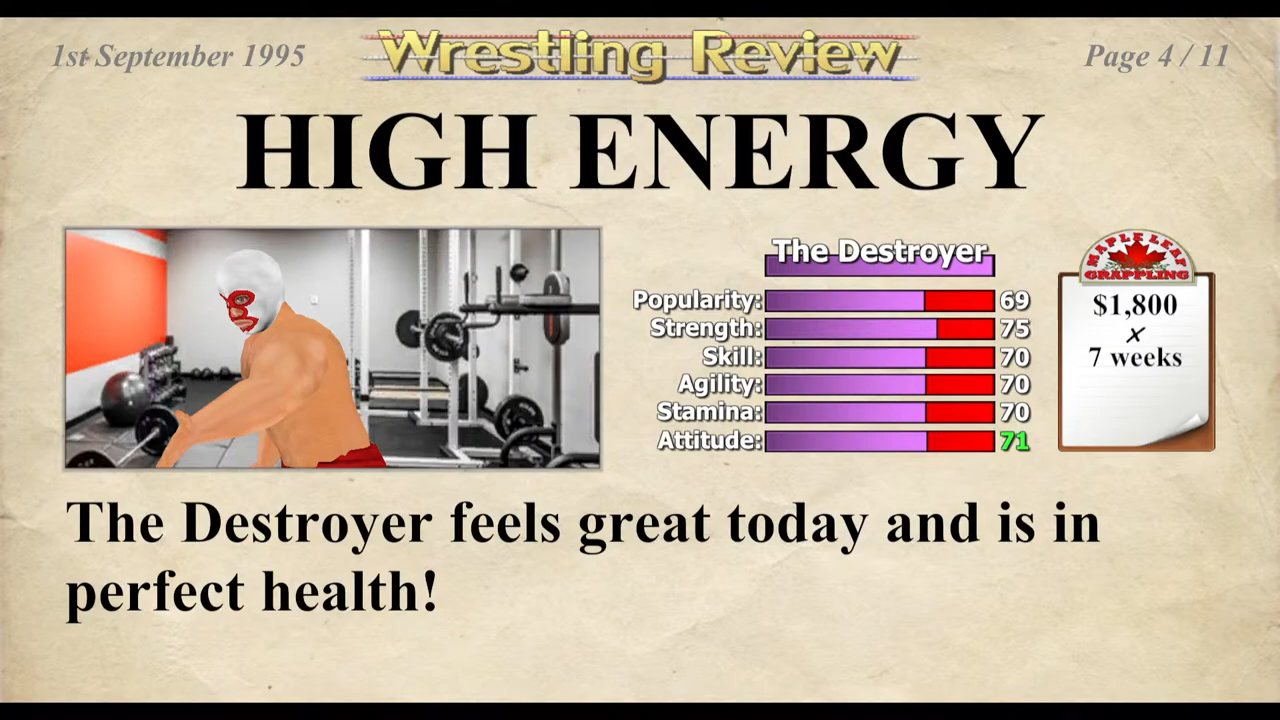 1st September 1995
Wrestling Review
Page 4 / 11
HIGH ENERGY
The Destroyer
Popularity: 69
Strength: 75
Skill: 70
Agility: 70
Stamina: 70
Attitude: 71
MAPLE LEAF
GRAPPLING
$1,800
×
7 weeks
The Destroyer feels great today and is in
perfect health!